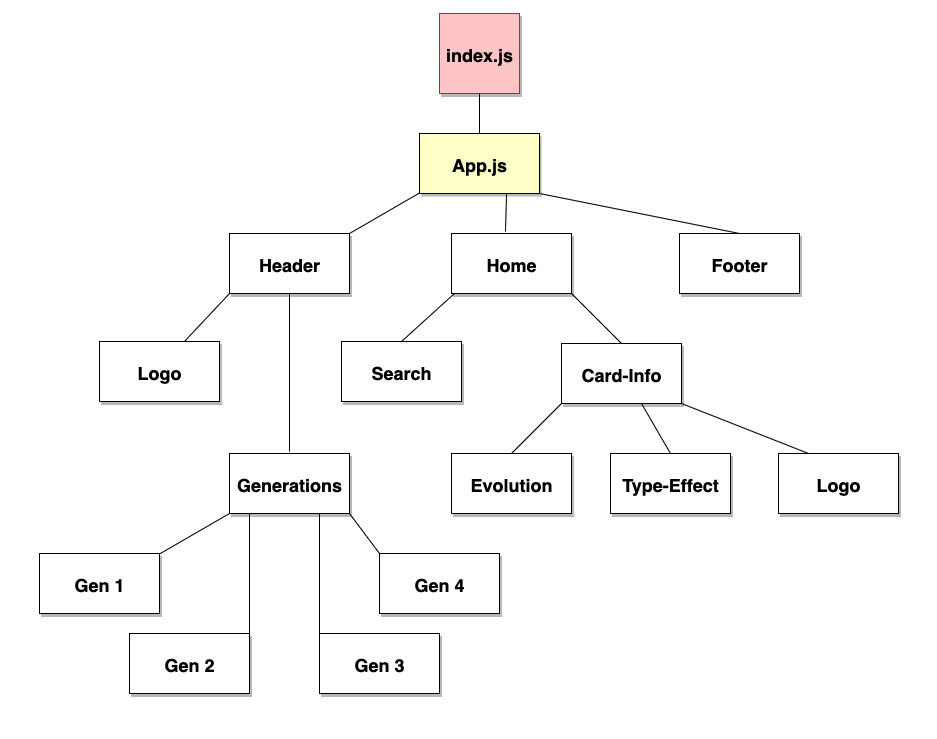 index.js
App.js
Header
Home
Footer
Logo
Search
Card-Info
Generations
Evolution
Type-Effect
Logo
Gen 1
Gen 4
Gen 2
Gen 3